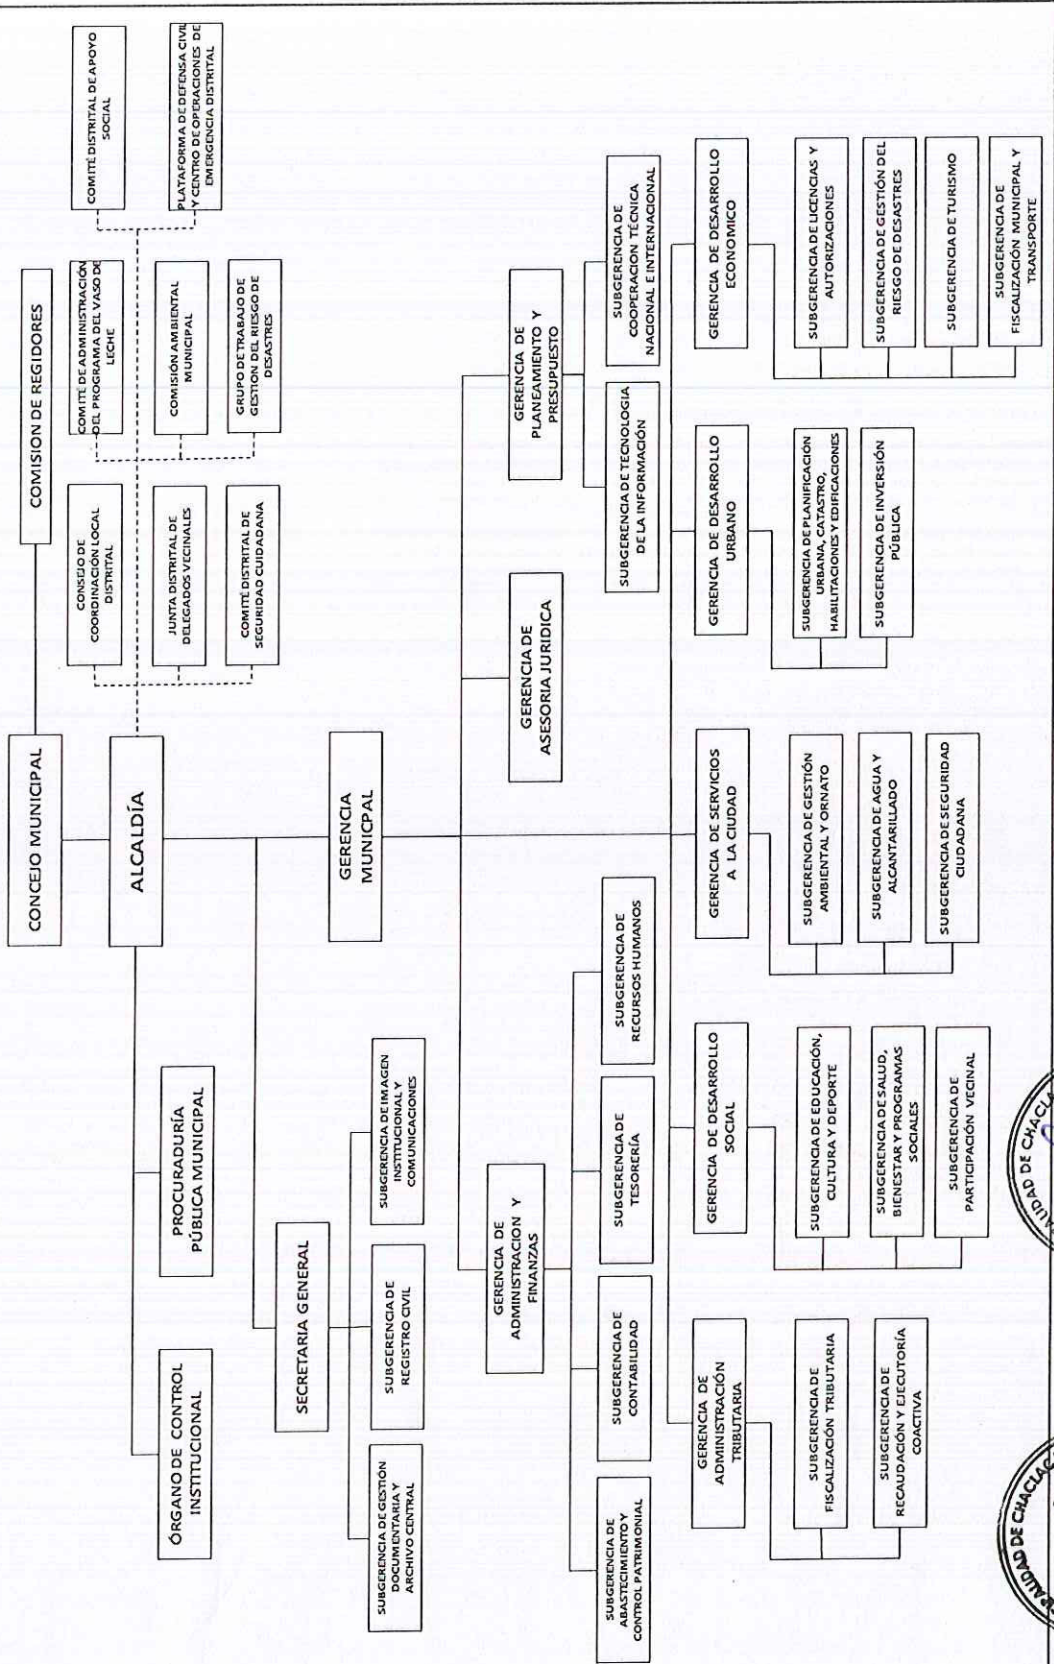 CONCEJO MUNICIPAL
COMISION DE REGIDORES
ALCALDÍA
ÓRGANO DE CONTROL
INSTITUCIONAL
PROCURADURÍA
PÚBLICA MUNICIPAL
CONSEJO DE
COORDINACIÓN LOCAL
DISTRITAL
JUNTA DISTRITAL DE
DELEGADOS VECINALES
COMITÉ DISTRITAL DE
SEGURIDAD CUIDADANA
COMITÉ DE ADMINISTRACIÓN
DEL PROGRAMA DEL VASO DE
LECHE
COMISIÓN AMBIENTAL
MUNICIPAL
GRUPO DE TRABAJO DE
GESTION DEL RIESGO DE
DESASTRES
COMITÉ DISTRITAL DE APOYO
SOCIAL
PLATAFORMA DE DEFENSA CIVIL
Y CENTRO DE OPERACIONES DE
EMERGENCIA DISTRITAL
SECRETARIA GENERAL
SUBGERENCIA DE GESTIÓN
DOCUMENTARIA Y
ARCHIVO CENTRAL
SUBGERENCIA DE
REGISTRO CIVIL
SUBGERENCIA DE IMAGEN
INSTITUCIONAL Y
COMUNICACIONES
GERENCIA
MUNICPAL
GERENCIA DE
ADMINISTRACION Y
FINANZAS
GERENCIA DE
ASESORIA JURIDICA
GERENCIA DE
PLANEAMIENTO Y
PRESUPUESTO
SUBGERENCIA DE
ABASTECIMIENTO Y
CONTROL PATRIMONIAL
SUBGERENCIA DE
CONTABILIDAD
SUBGERENCIA DE
TESORERÍA
SUBGERENCIA DE
RECURSOS HUMANOS
SUBGERENCIA DE TECNOLOGIA
DE LA INFORMACIÓN
SUBGERENCIA DE
COOPERACION TÉCNICA
NACIONAL E INTERNACIONAL
GERENCIA DE
ADMINISTRACIÓN
TRIBUTARIA
SUBGERENCIA DE
FISCALIZACIÓN TRIBUTARIA
SUBGERENCIA DE
RECAUDACIÓN Y EJECUTORÍA
COACTIVA
GERENCIA DE DESARROLLO
SOCIAL
SUBGERENCIA DE EDUCACIÓN,
CULTURA Y DEPORTE
SUBGERENCIA DE SALUD,
BIENESTAR Y PROGRAMAS
SOCIALES
SUBGERENCIA DE
PARTICIPACIÓN VECINAL
GERENCIA DE SERVICIOS
A LA CIUDAD
SUBGERENCIA DE GESTIÓN
AMBIENTAL Y ORNATO
SUBGERENCIA DE AGUA Y
ALCANTARILLADO
SUBGERENCIA DE SEGURIDAD
CIUDADANA
GERENCIA DE DESARROLLO
URBANO
SUBGERENCIA DE PLANIFICACIÓN
URBANA, CATASTRO,
HABILITACIONES Y EDIFICACIONES
SUBGERENCIA DE INVERSIÓN
PÚBLICA
GERENCIA DE DESARROLLO
ECONOMICO
SUBGERENCIA DE LICENCIAS Y
AUTORIZACIONES
SUBGERENCIA DE GESTIÓN DEL
RIESGO DE DESASTRES
SUBGERENCIA DE TURISMO
SUBGERENCIA DE
FISCALIZACIÓN MUNICIPAL Y
TRANSPORTE